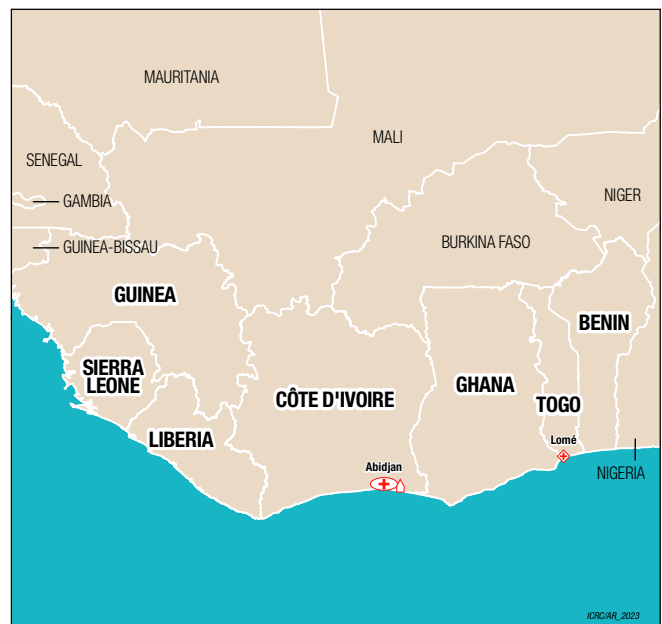 MAURITANIA
MALI
SENEGAL
NIGER
GAMBIA
BURKINA FASO
GUINEA-BISSAU
GUINEA
BENIN
SIERRA
LEONE
GHANA
CÔTE D'IVOIRE
TOGO
LIBERIA
Lomé
Abidjan
NIGERIA
ICRC/AR_2023